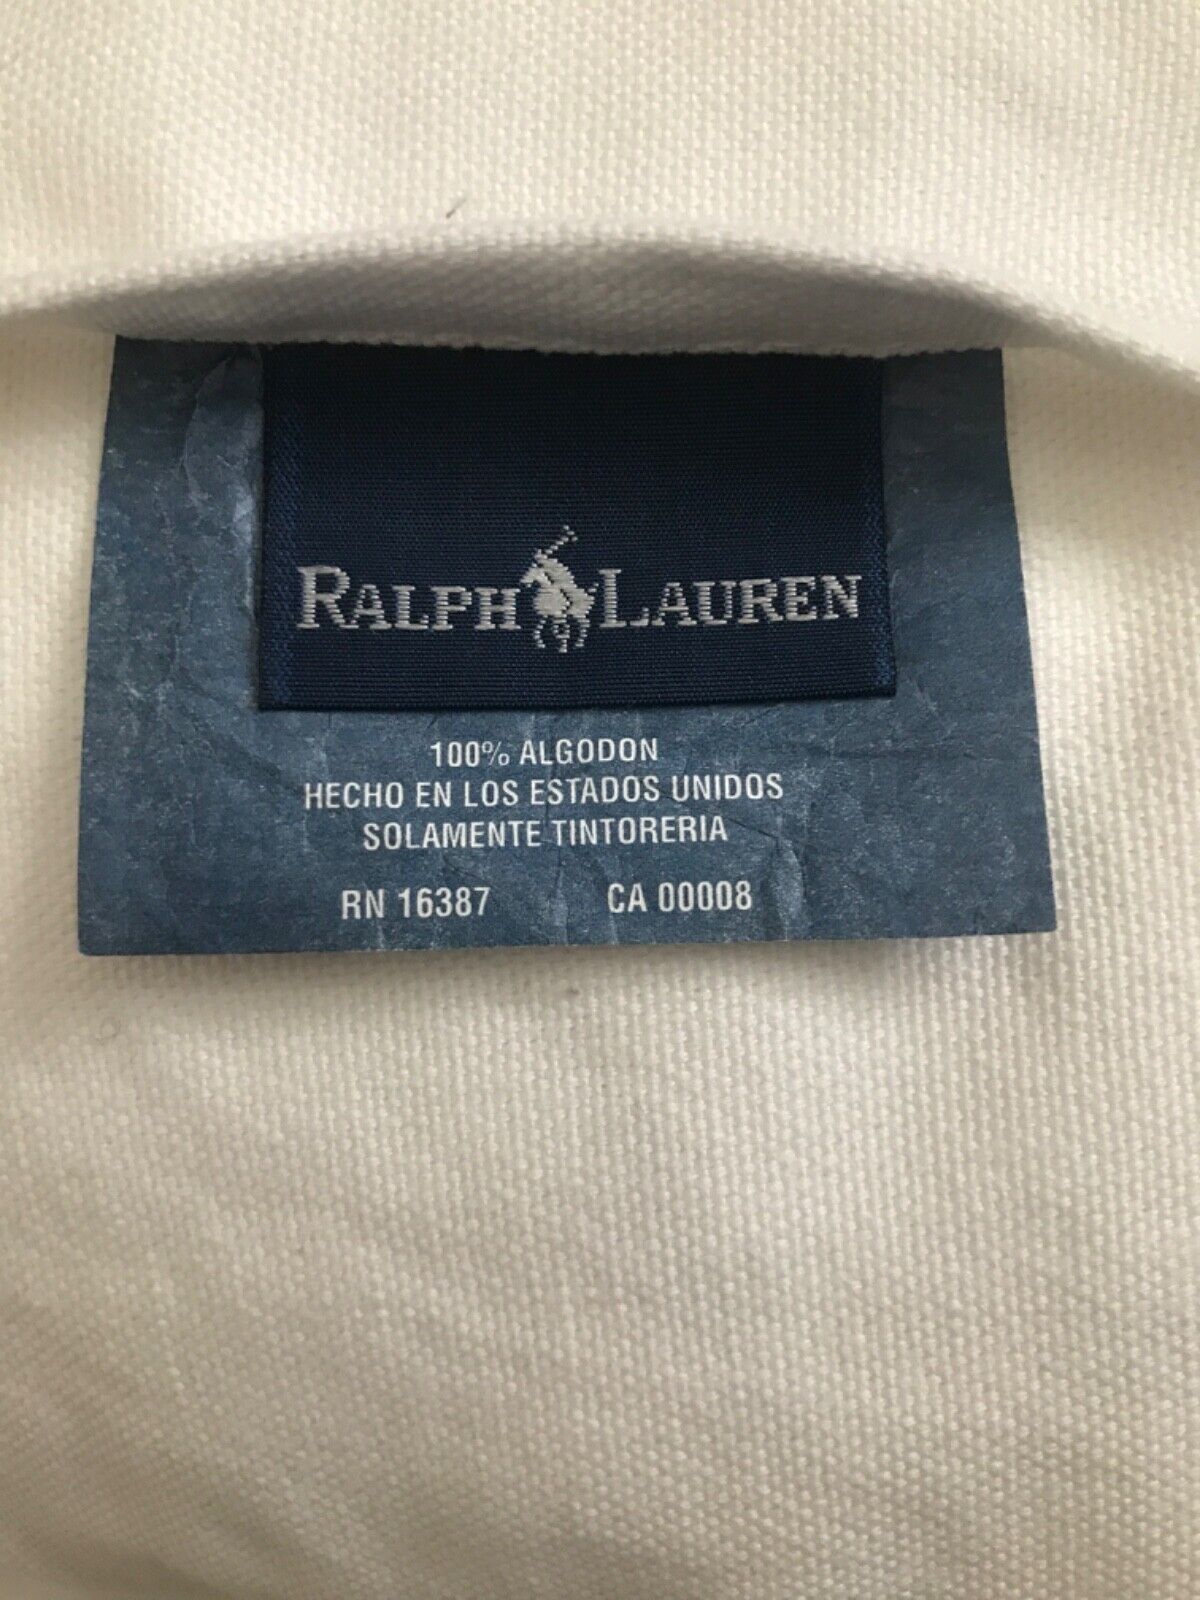 RALPH LAUREN
100% ALGODON
HECHO EN LOS ESTADOS UNIDOS
SOLAMENTE TINTORERIA
RN 16387 CA 00008